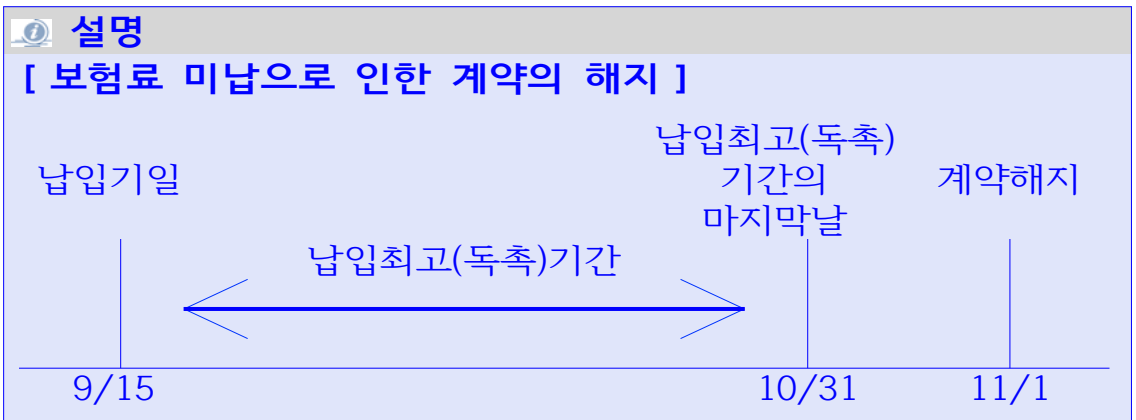 설명
[ 보험료 미납으로 인한 계약의 해지 ]
납입기일
납입최고(독촉)
기간의
마지막날
계약해지
납입최고(독촉)기간
9/15
10/31
11/1